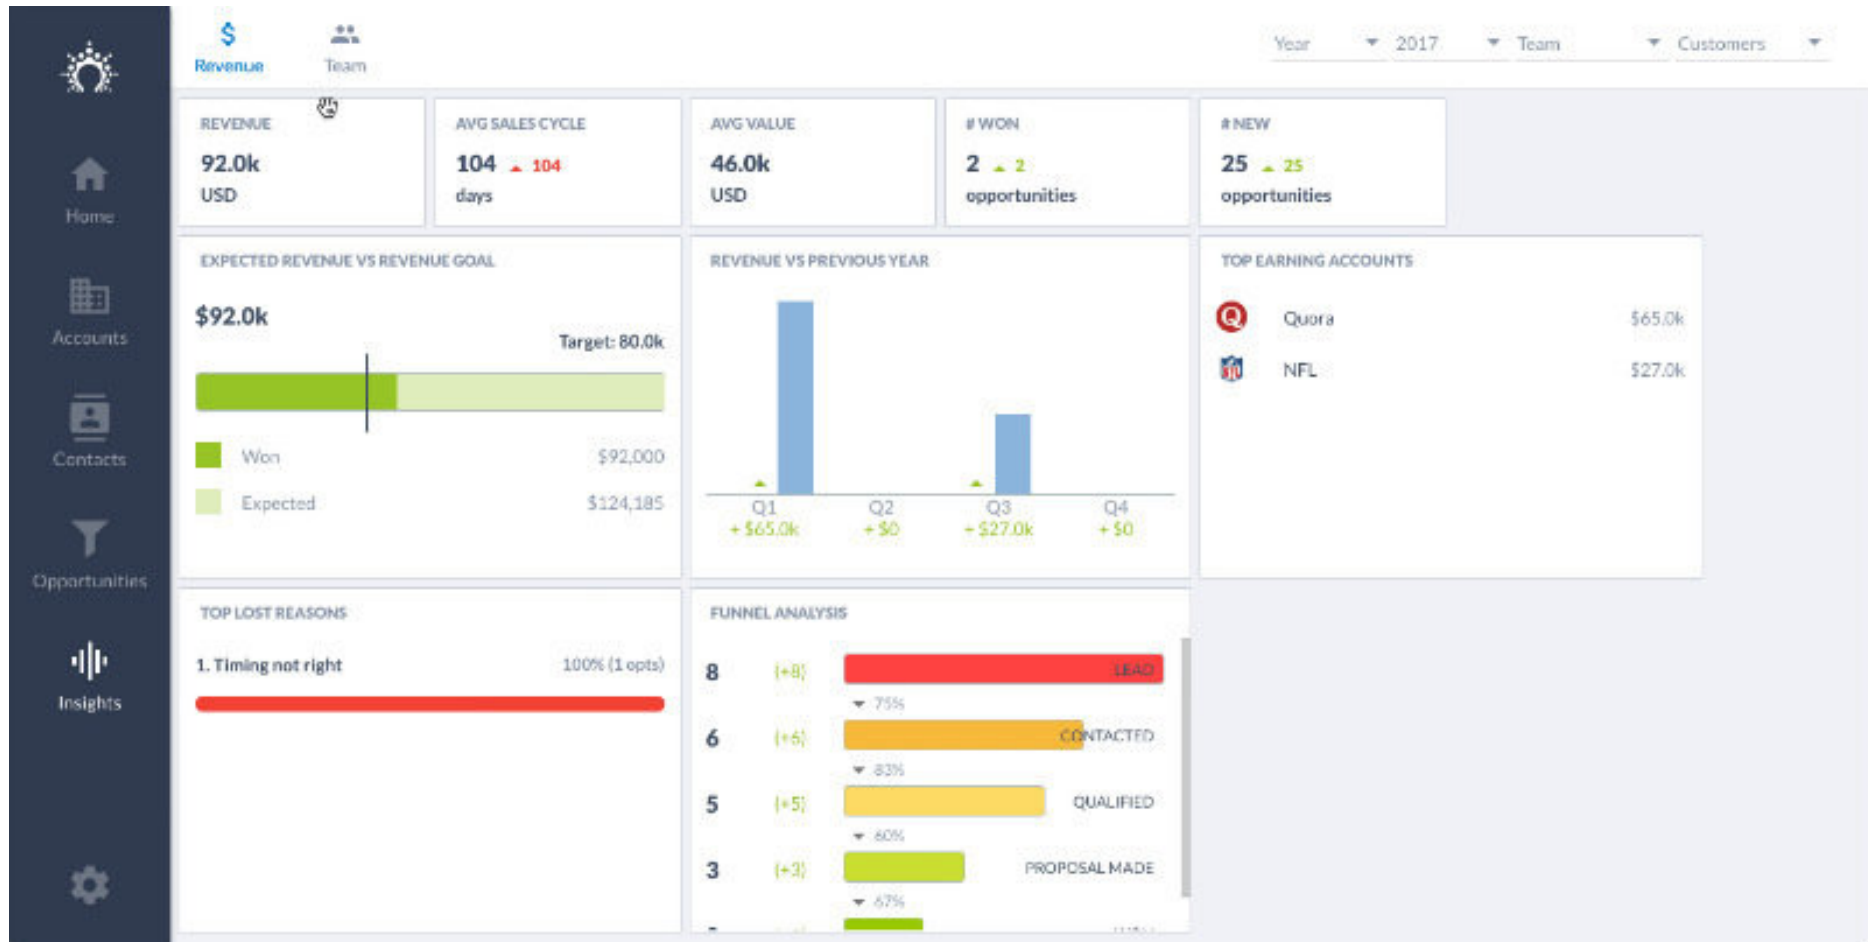 Revenue
Team
Year
2017
Team
Customers
Home
Accounts
Contacts
Opportunities
Insights
REVENUE
92.0k
USD
AVG SALES CYCLE
104 104
days
AVG VALUE
46.0k
USD
# WON
2 2
opportunities
# NEW
25 25
opportunities
EXPECTED REVENUE VS REVENUE GOAL
$92.0k
Target: 80.0k
Won $92,000
Expected $124,185
REVENUE VS PREVIOUS YEAR
Q1 Q2 Q3 Q4
+ $65.0k + $0 + $27.0k + $0
TOP EARNING ACCOUNTS
Q Quora $65.0k
NFL $27.0k
TOP LOST REASONS
1. Timing not right 100% (1 opts)
FUNNEL ANALYSIS
8 (+8) LEAD
75%
6 (+6) CONTACTED
83%
5 (+5) QUALIFIED
60%
3 (+3) PROPOSAL MADE
67%